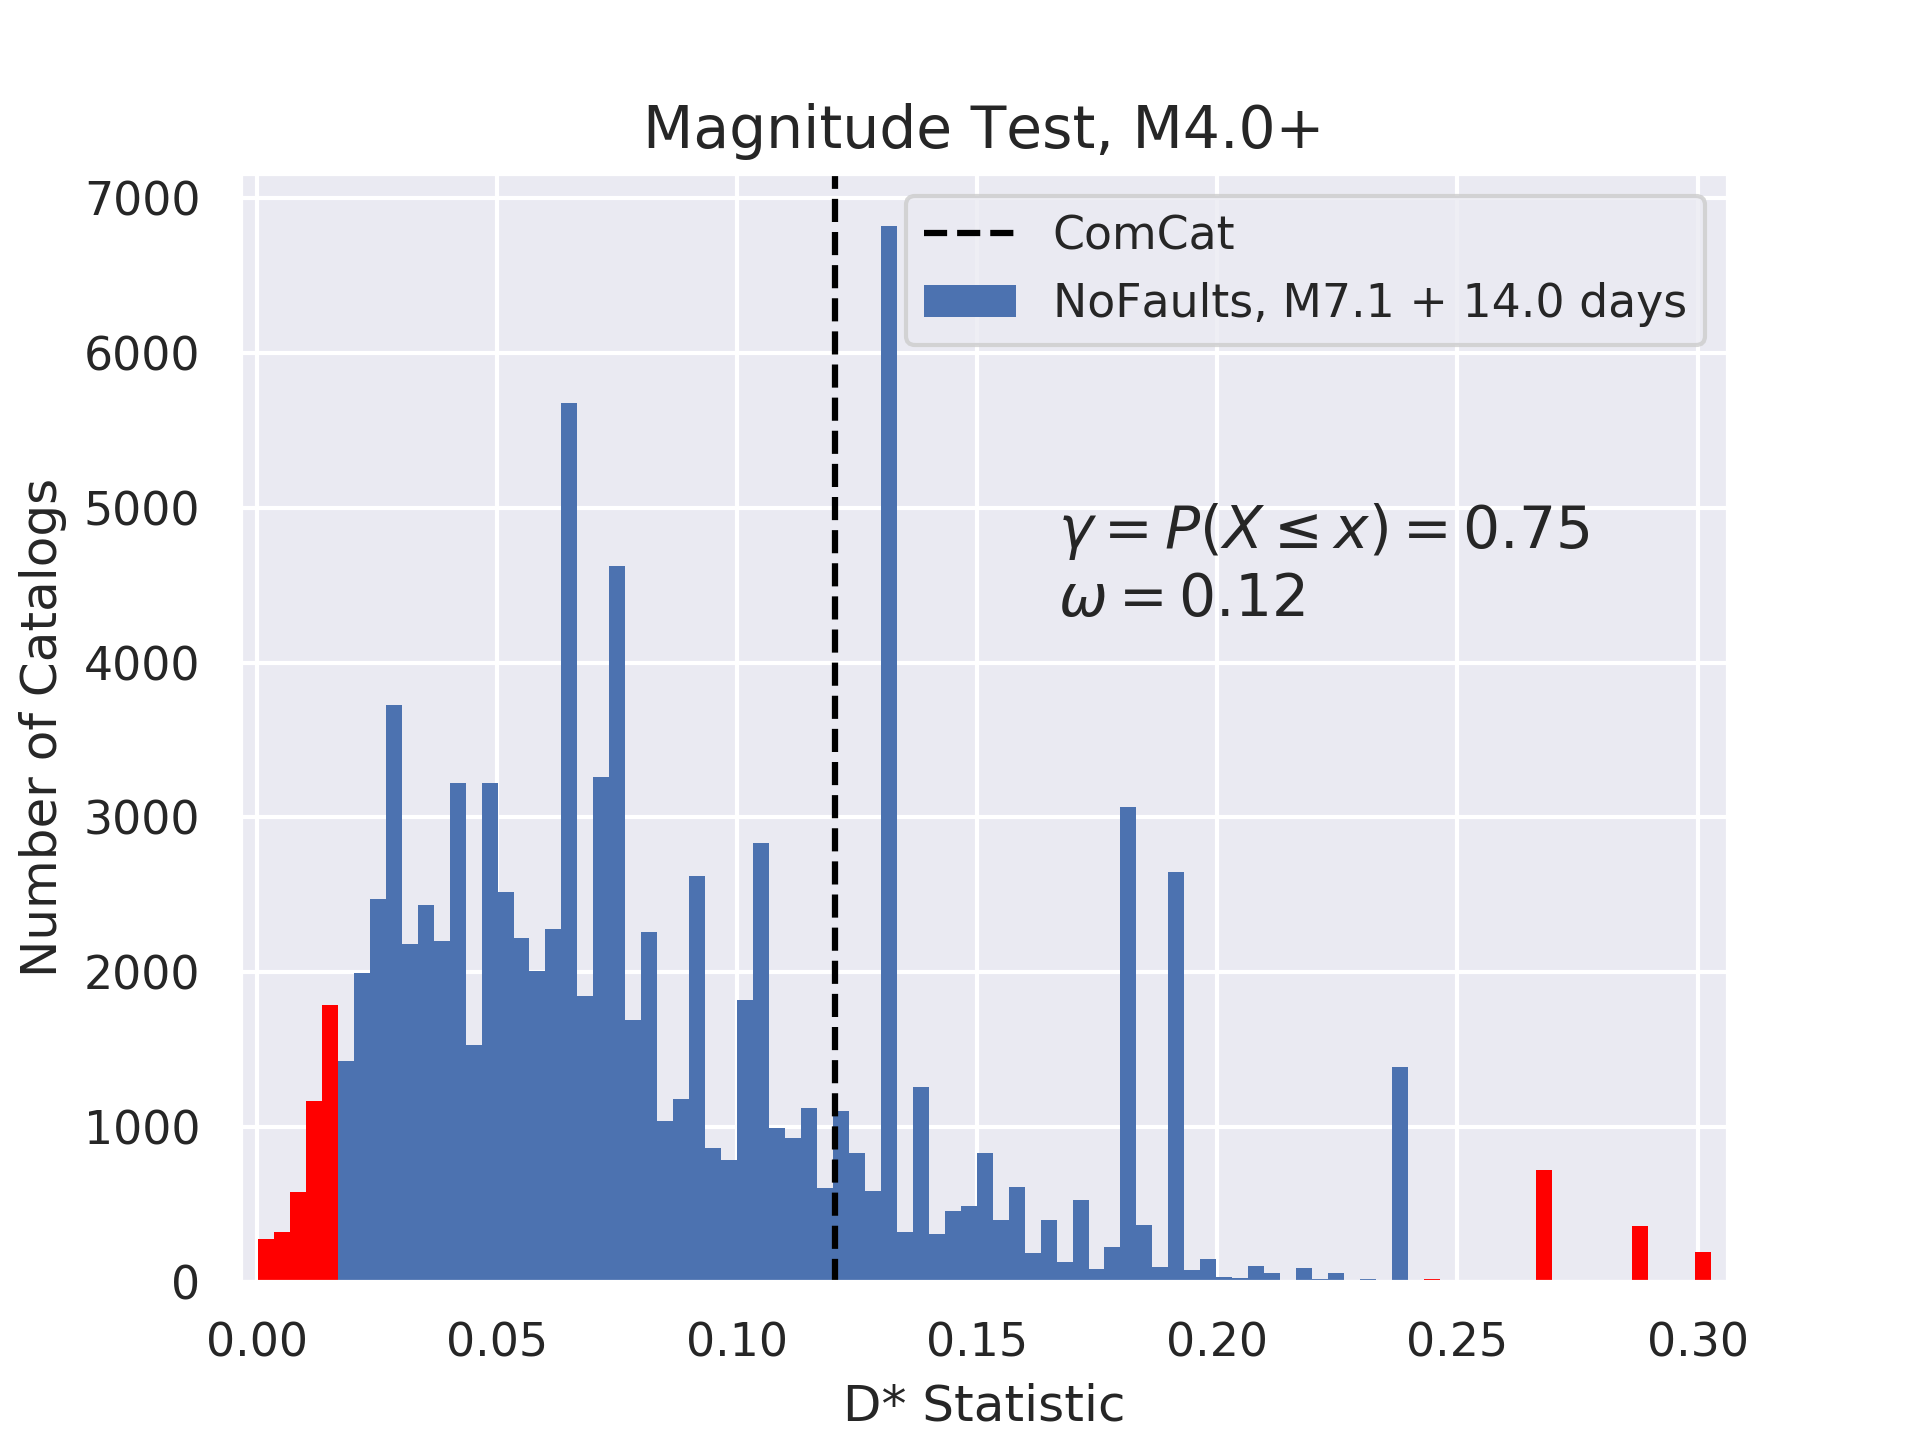 Magnitude Test, M4.0+
7000
6000
5000
4000
3000
2000
1000
0
Number of Catalogs
ComCat
NoFaults, M7.1 + 14.0 days
γ = P(X ≤ x) = 0.75
ω = 0.12
0.00 0.05 0.10 0.15 0.20 0.25 0.30
D* Statistic